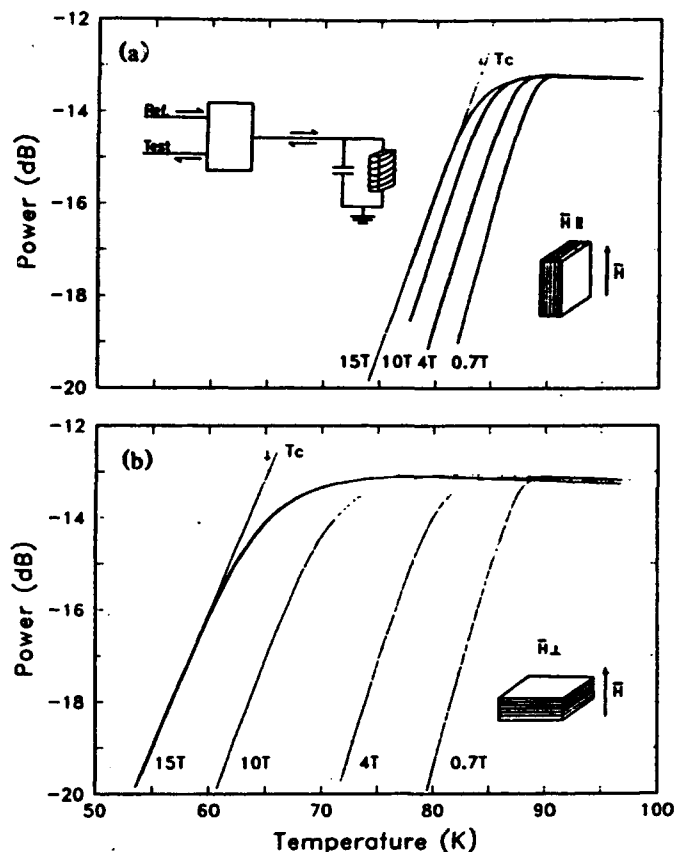 (a)
Power (dB)
-12
-14
-16
-18
-20
Tc
Ref.
Test
H̅ ∥
H̅
15T 10T 4T 0.7T
(b)
Power (dB)
-12
-14
-16
-18
-20
Tc
H̅⊥
H̅
15T 10T 4T 0.7T
50 60 70 80 90 100
Temperature (K)